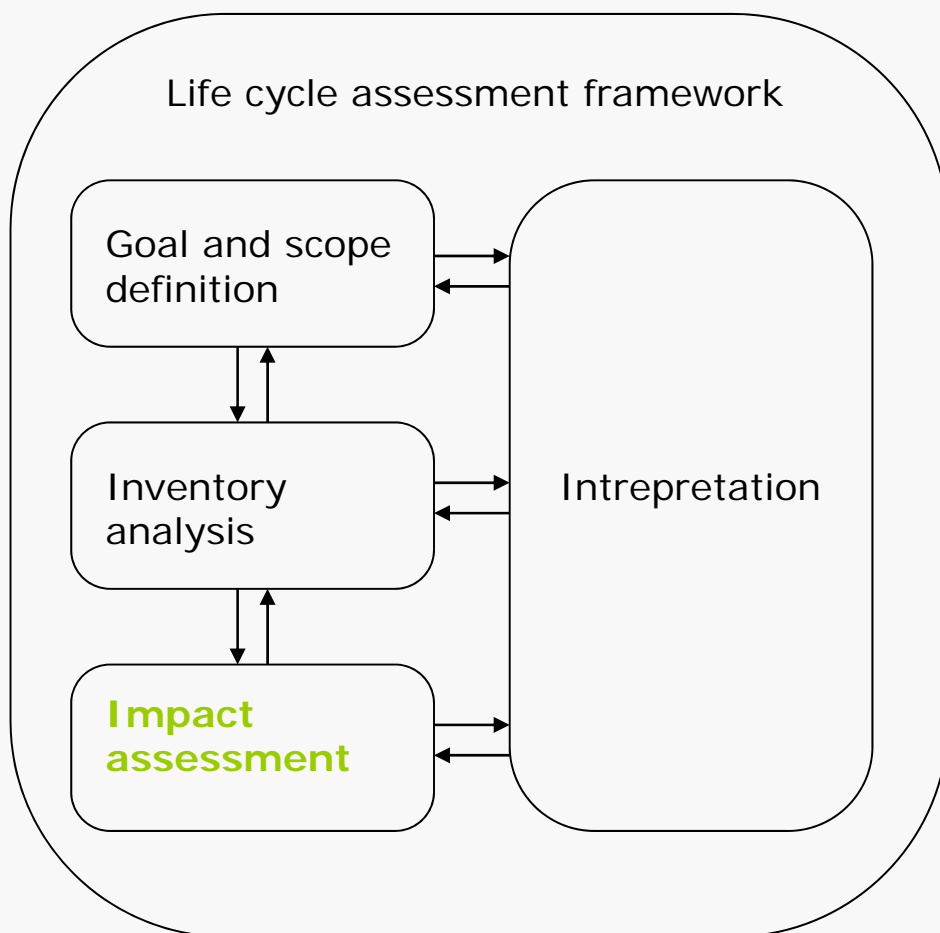 Life cycle assessment framework
Goal and scope
definition
Inventory
analysis
Intrepretation
Impact
assessment